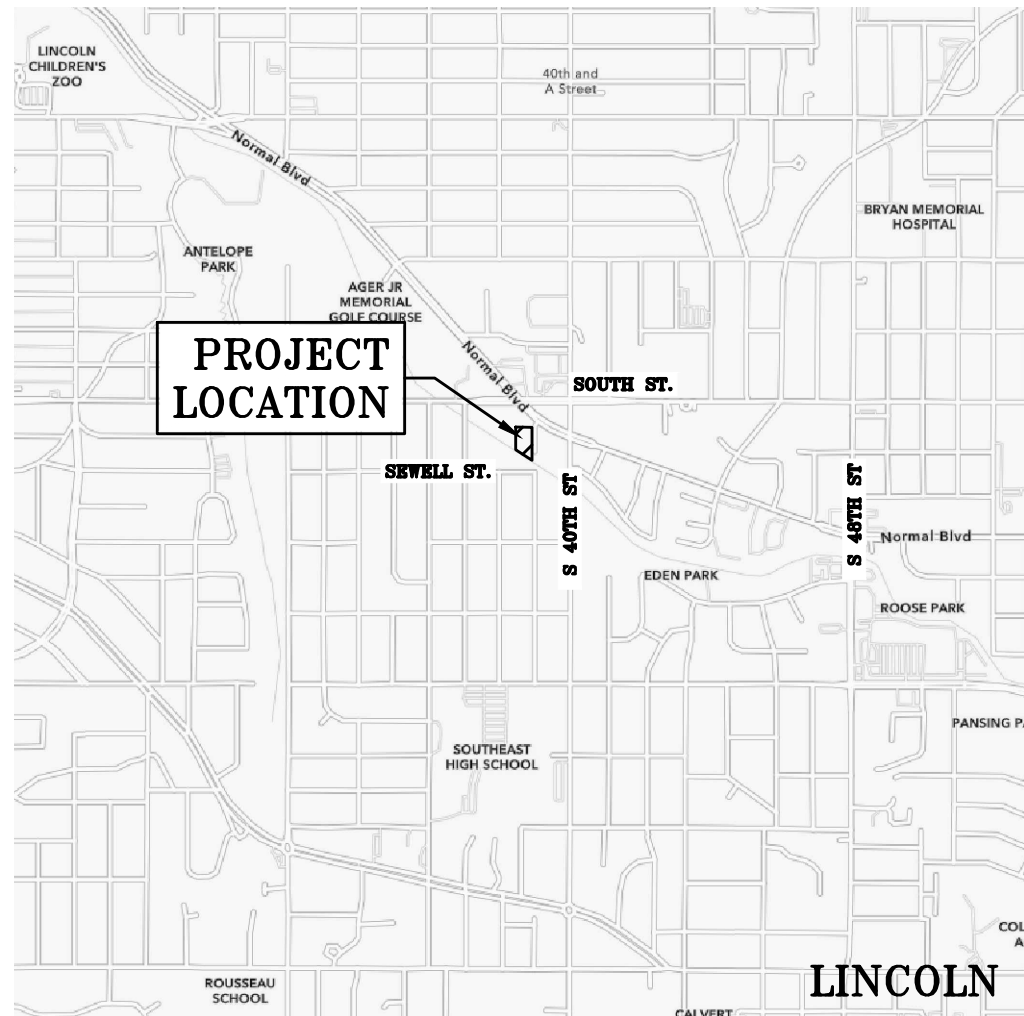 LINCOLN
CHILDREN'S
ZOO
40th and
A Street
Normal Blvd
BRYAN MEMORIAL
HOSPITAL
ANTELOPE
PARK
AGER JR
MEMORIAL
GOLF COURSE
PROJECT
LOCATION
Normal Blvd
SOUTH ST.
SEWELL ST.
S 40TH ST
S 48TH ST
Normal Blvd
EDEN PARK
ROOSE PARK
PANSING PA
SOUTHEAST
HIGH SCHOOL
COL
A
ROUSSEAU
SCHOOL
LINCOLN
CALVERT